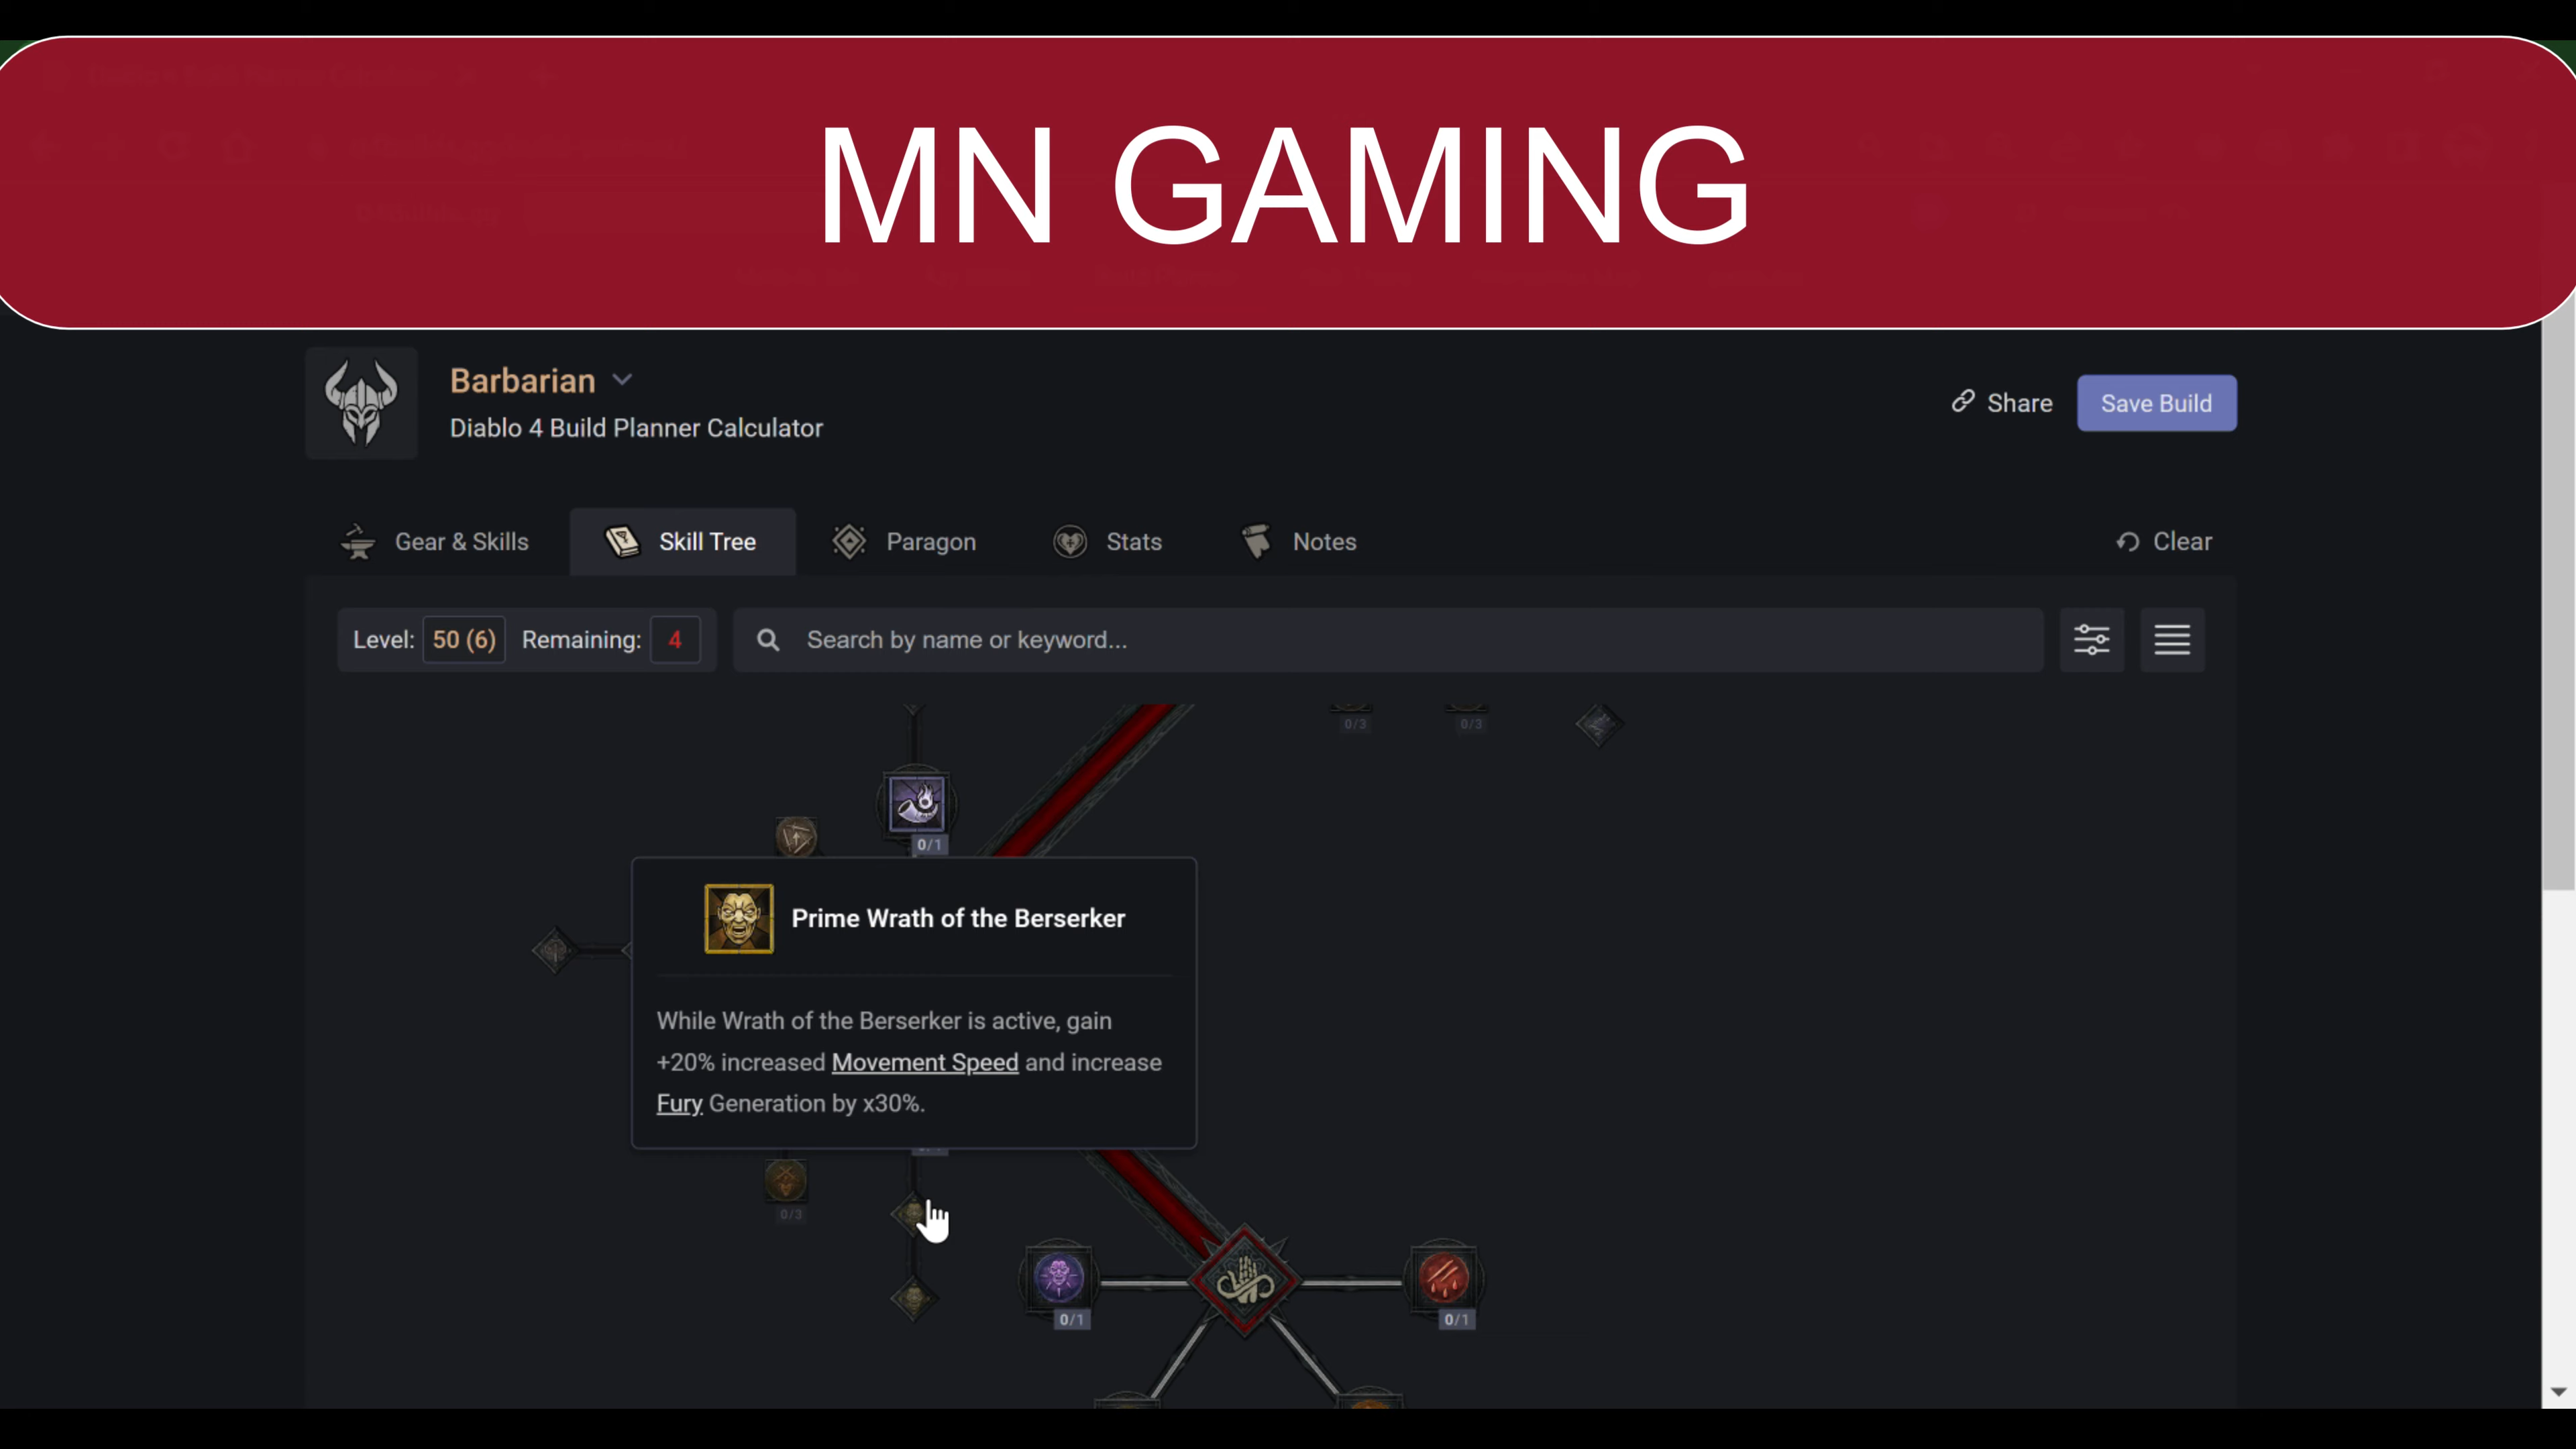 MN GAMING
Barbarian
Diablo 4 Build Planner Calculator
Share
Save Build
Gear & Skills
Skill Tree
Paragon
Stats
Notes
Clear
Level: 50 (6) Remaining: 4
Search by name or keyword...
0/3
0/3
0/1
Prime Wrath of the Berserker
While Wrath of the Berserker is active, gain
+20% increased Movement Speed and increase
Fury Generation by x30%.
0/3
0/1
0/1